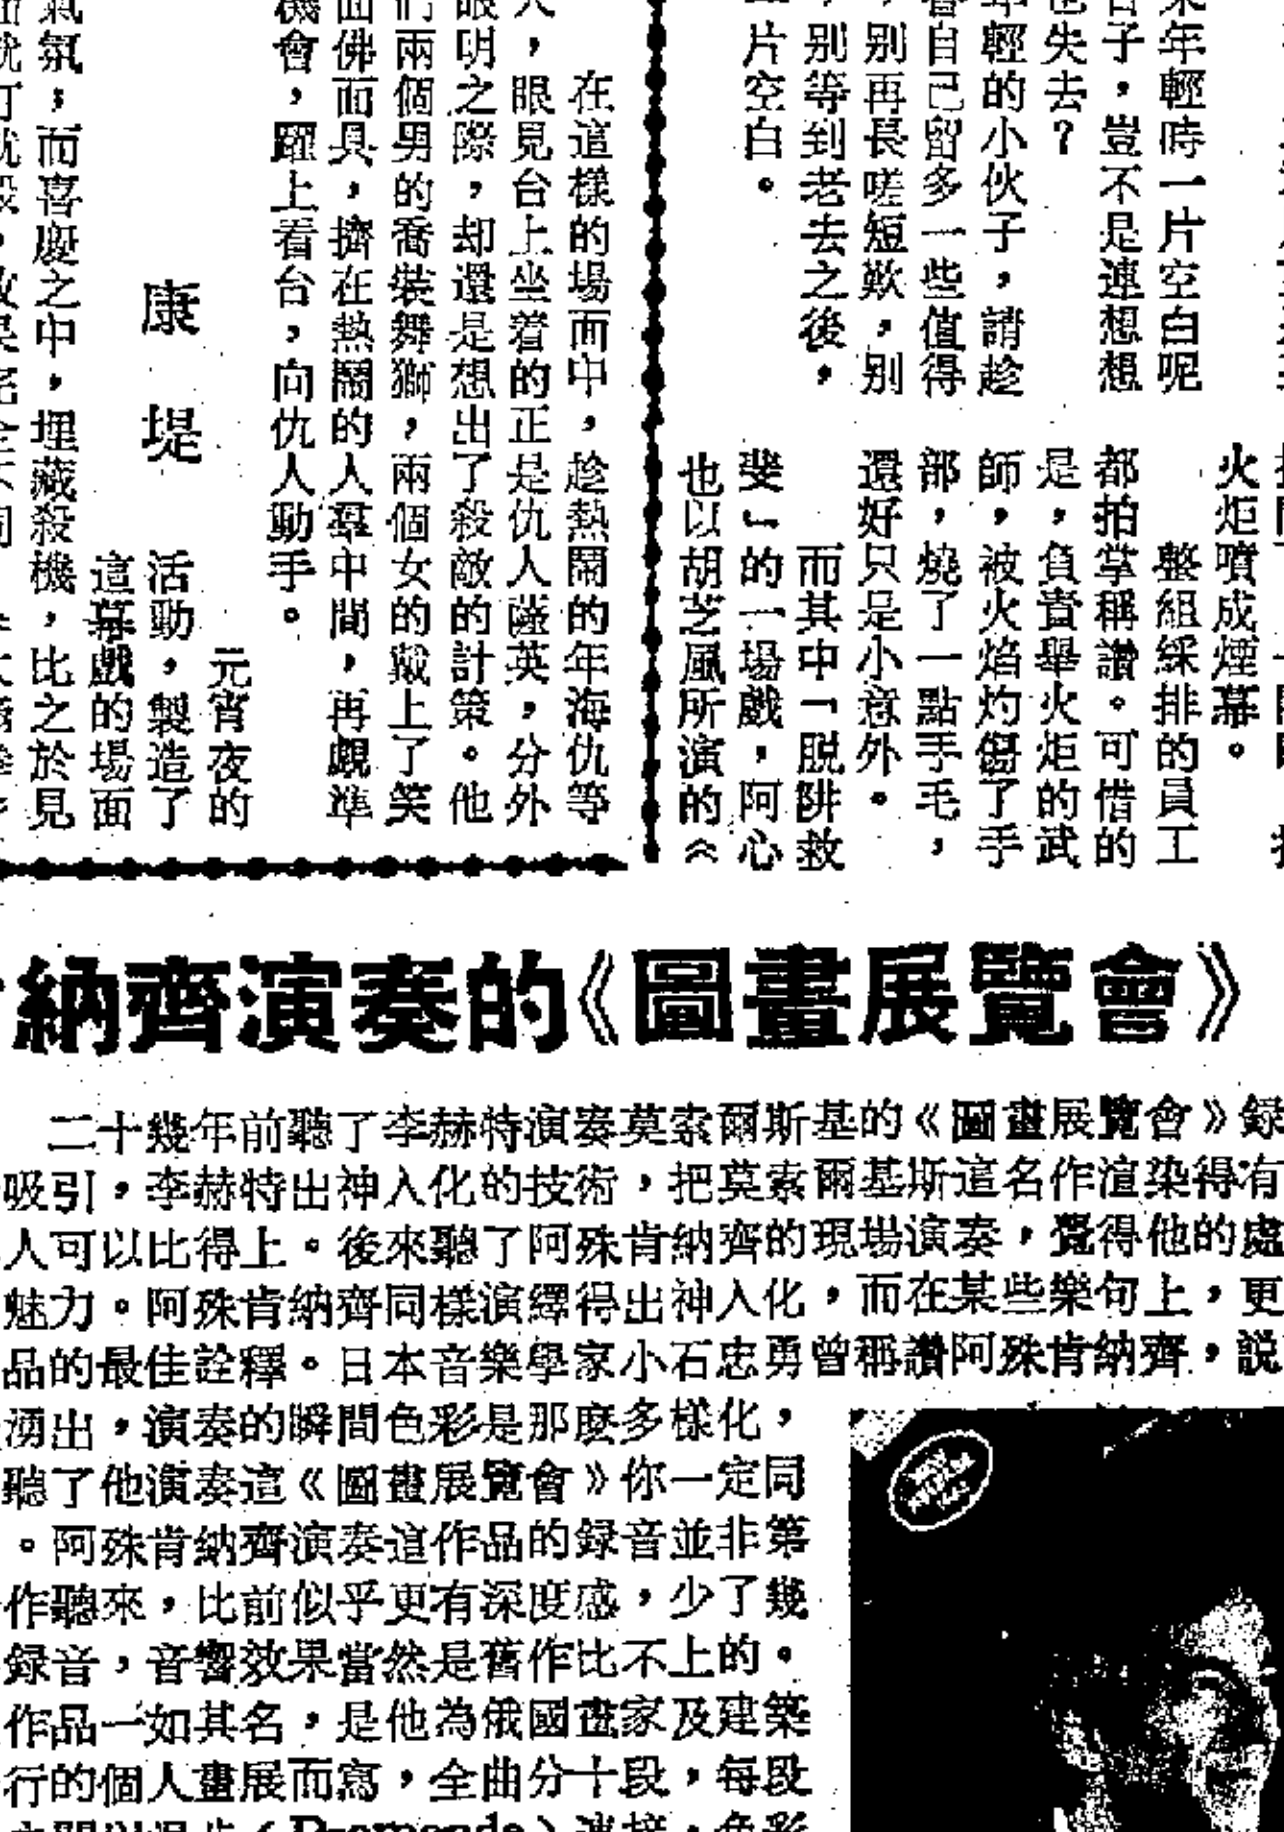 來年輕時一片空白呢
日子，豈不是連想想
也失去？
年輕的小伙子，請趁
自己留多一些值得
，别再長嗟短歎，别
，别等到老去之後，
一片空白。
火炬噴成煙幕。
整組綵排的員工
都拍掌稱讚。可借的
是，負責舉火炬的武
師，被火焰灼傷了手
部，燒了一點手毛，
還好只是小意外。
而其中「脱阱救
斐」的一場戲，阿心
也以胡芝風所演的《
在這樣的場面中，趁熱鬧的年海仇等
人，眼見台上坐着的正是仇人薩英，分外
眼明之際，却還是想出了殺敵的計策。他
們兩個男的喬裝舞獅，兩個女的戴上了笑
面佛面具，擠在熱鬧的人羣中間，再覷準
機會，躍上看台，向仇人動手。
康堤
元宵夜的
活動，製造了
這幕戲的場面
氣氛，而喜慶之中，埋藏殺機，比之於見
納齊演奏的《圖畫展覽會》
二十幾年前聽了李赫特演奏莫索爾斯基的《圖畫展覽會》録
吸引，李赫特出神入化的技術，把莫索爾基斯這名作渲染得有
人可以比得上。後來聽了阿殊肯納齊的現場演奏，覺得他的處
魅力。阿殊肯納齊同樣演繹得出神入化，而在某些樂句上，更
品的最佳詮釋。日本音樂學家小石忠勇曾稱讚阿殊肯納齊，説
湧出，演奏的瞬間色彩是那麽多樣化，
聽了他演奏這《圖畫展覽會》你一定同
。阿殊肯納齊演奏這作品的録音並非第
作聽來，比前似乎更有深度感，少了幾
録音，音響效果當然是舊作比不上的。
作品一如其名，是他為俄國畫家及建築
行的個人畫展而寫，全曲分十段，每段